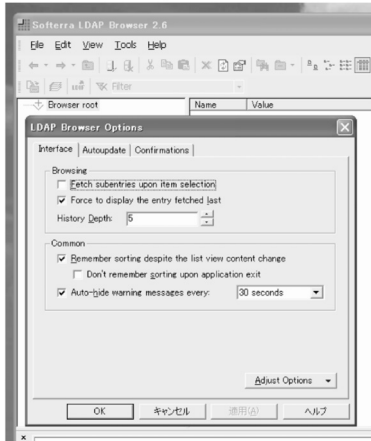 Softerra LDAP Browser 2.6
File Edit View Tools Help
Filter
Browser root
Name Value
LDAP Browser Options
Interface Autoupdate Confirmations
Browsing
Fetch subentries upon item selection
Force to display the entry fetched last
History Depth: 5
Common
Remember sorting despite the list view content change
Don't remember sorting upon application exit
Auto-hide warning messages every: 30 seconds
Adjust Options
OK キャンセル 適用(A) ヘルプ